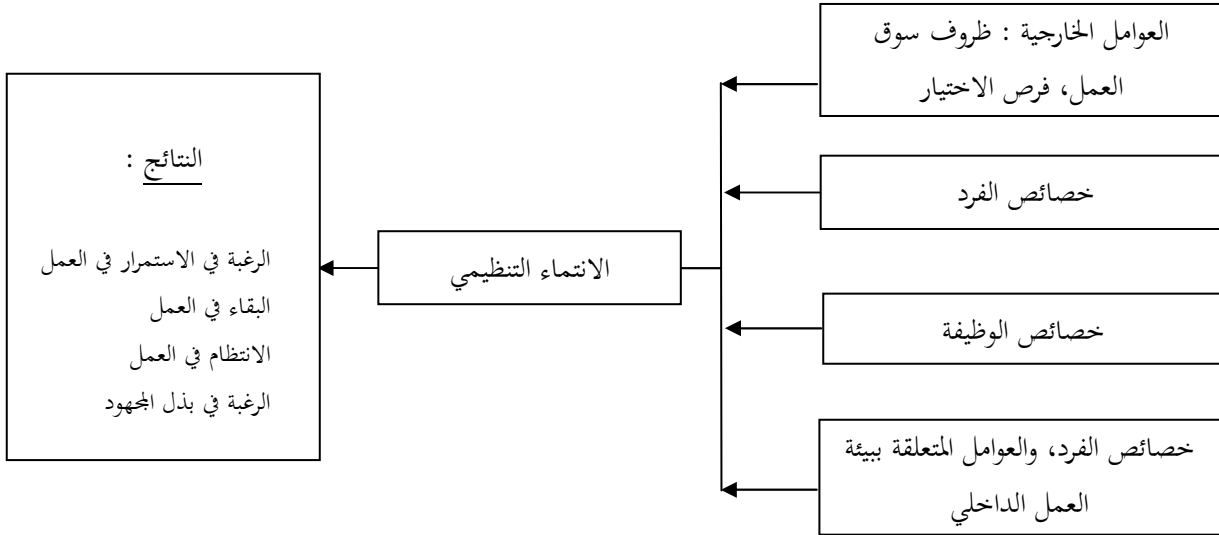 العوامل الخارجية : ظروف سوق
العمل، فرص الاختيار
خصائص الفرد
خصائص الوظيفة
خصائص الفرد، والعوامل المتعلقة ببيئة
العمل الداخلي
الانتماء التنظيمي
النتائج :
الرغبة في الاستمرار في العمل
البقاء في العمل
الانتظام في العمل
الرغبة في بذل المجهود